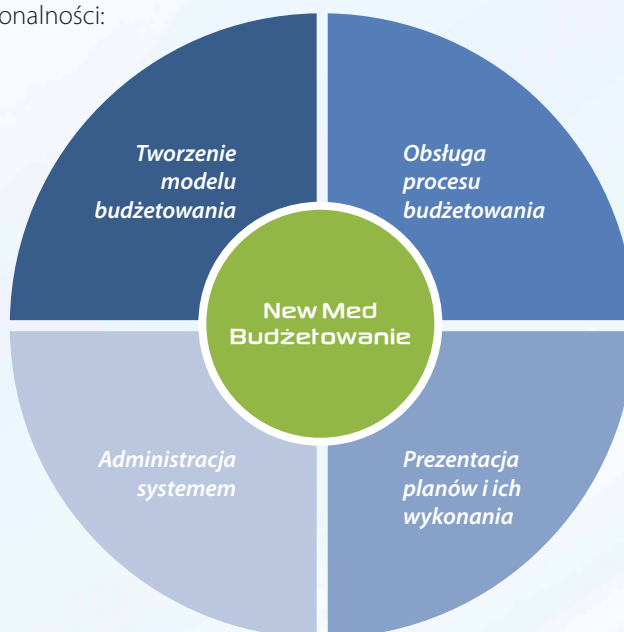 onalności:
Tworzenie
modelu
budżetowania
Obsługa
procesu
budżetowania
New Med
Budżetowanie
Administracja
systemem
Prezentacja
planów i ich
wykonania